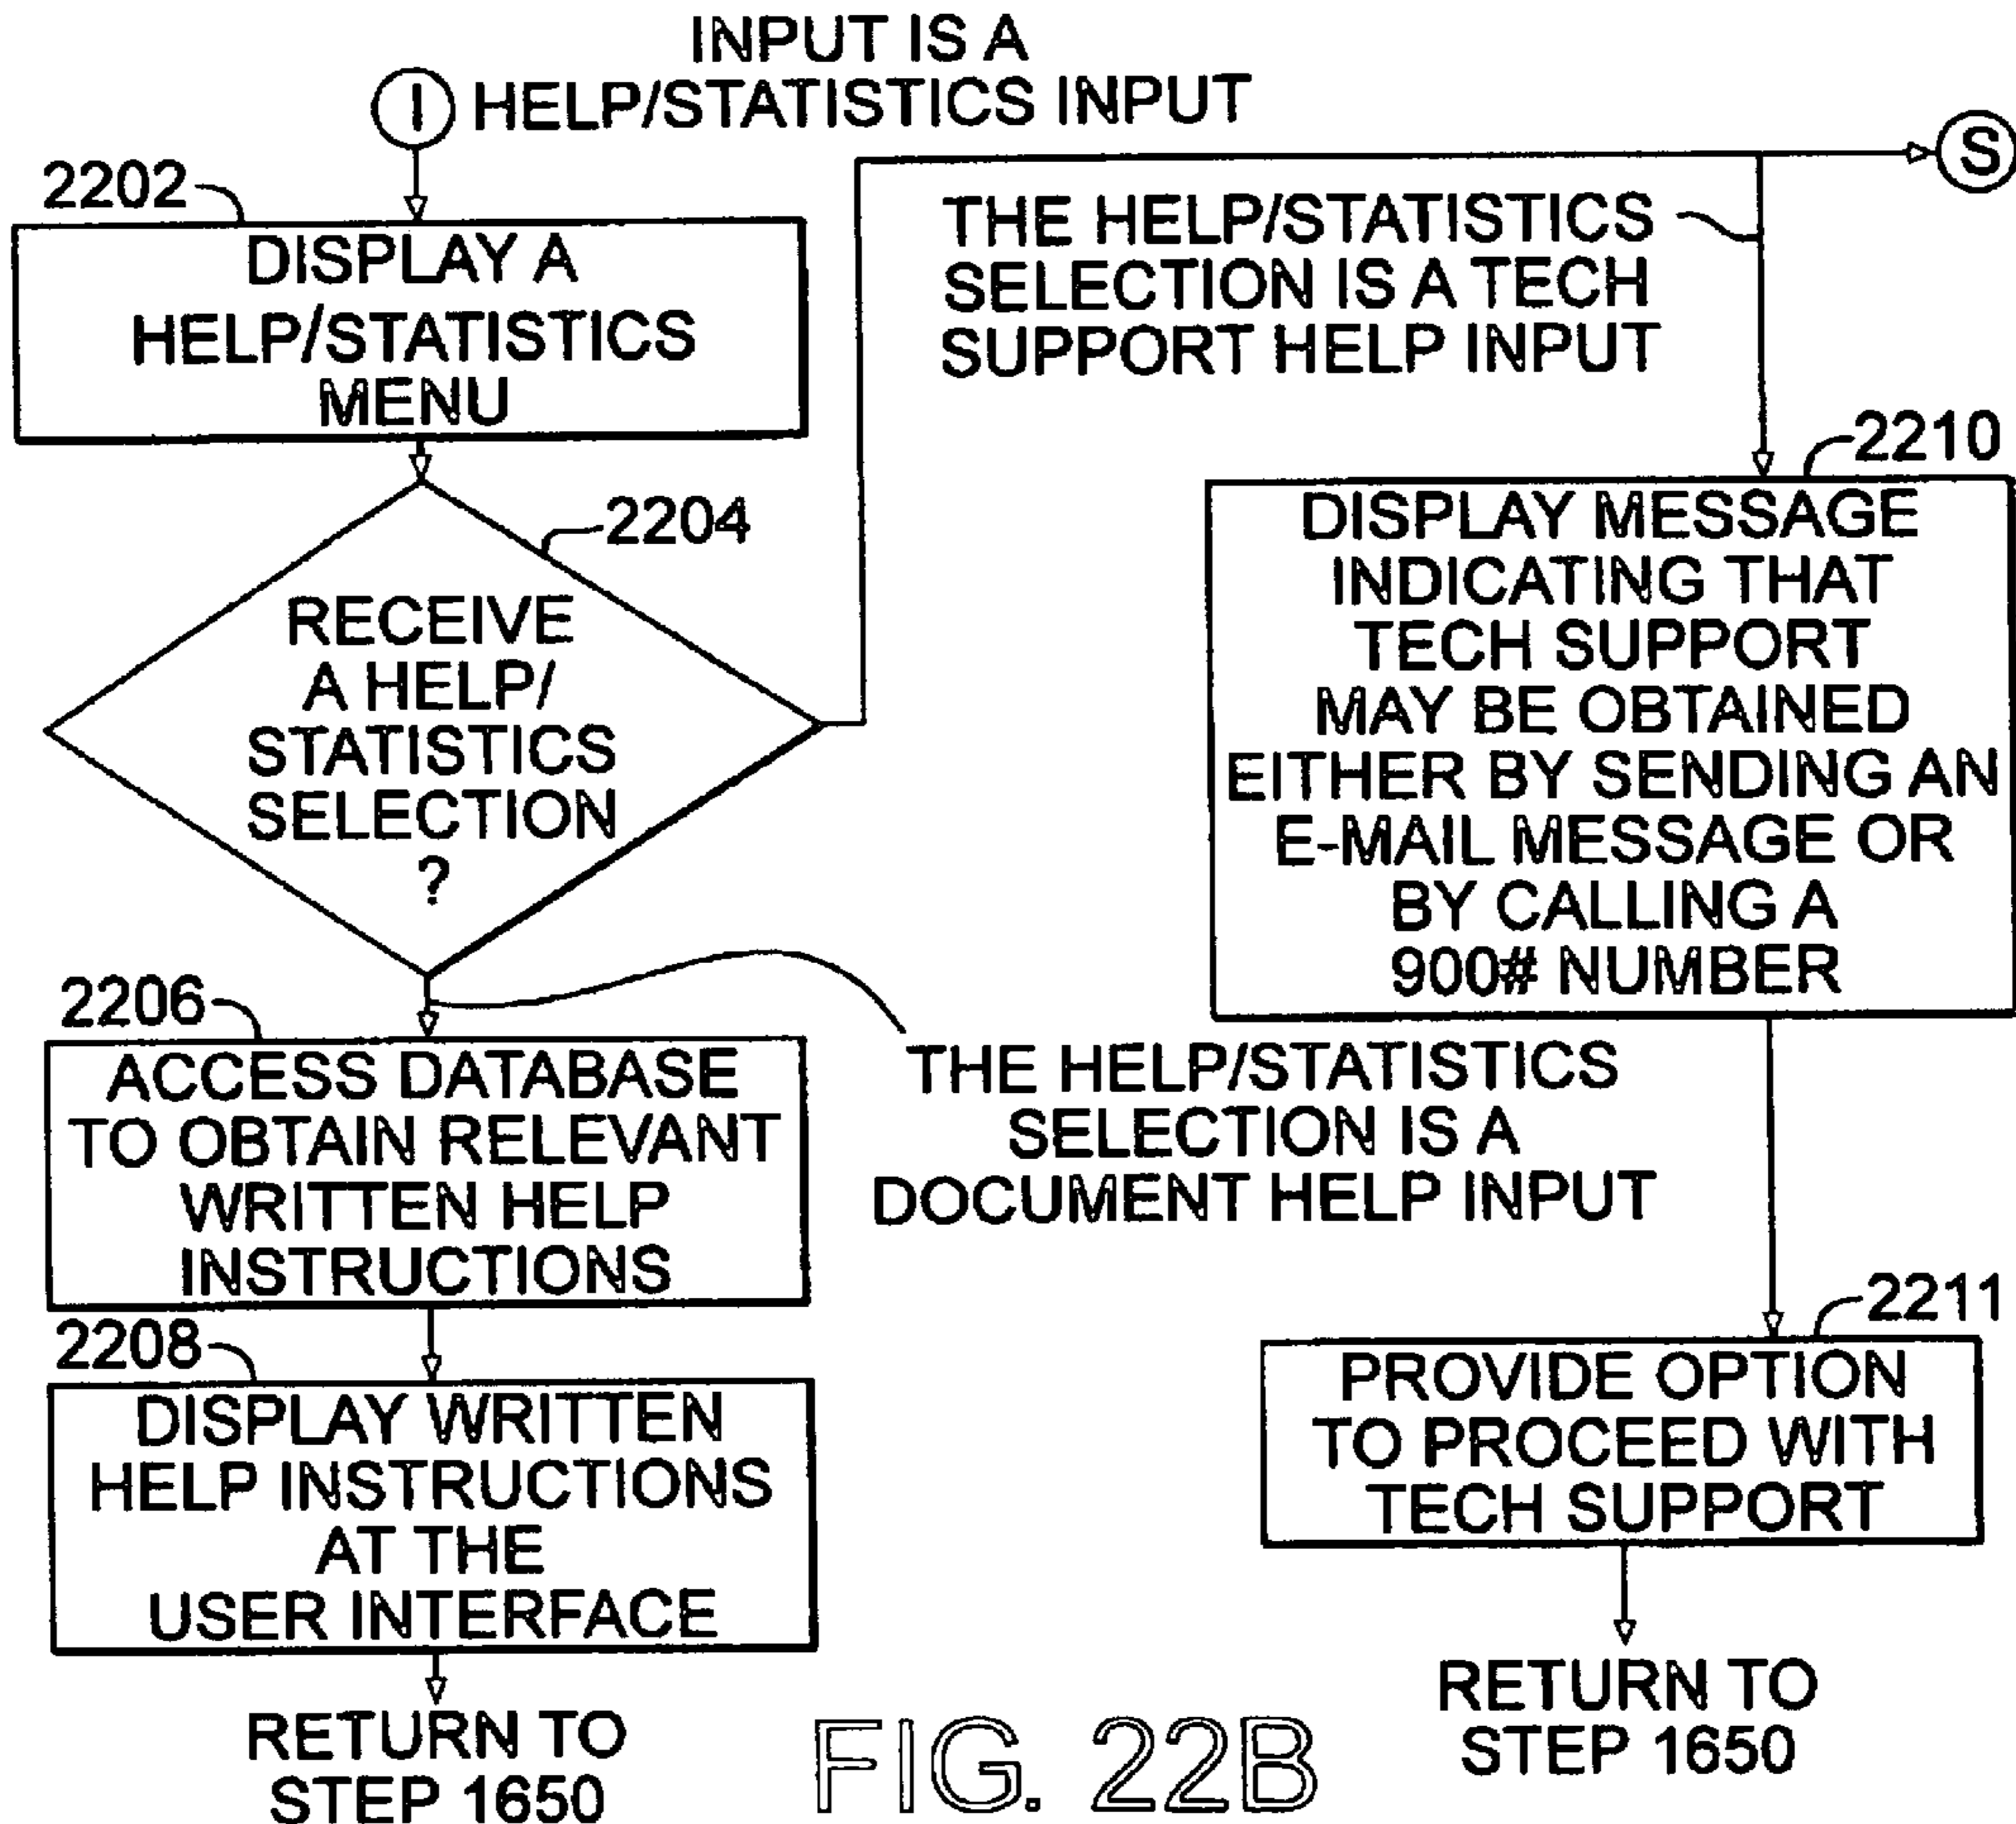 INPUT IS A
I HELP/STATISTICS INPUT
S
2202
DISPLAY A
HELP/STATISTICS
MENU
THE HELP/STATISTICS
SELECTION IS A TECH
SUPPORT HELP INPUT
2204
RECEIVE
A HELP/
STATISTICS
SELECTION
?
2210
DISPLAY MESSAGE
INDICATING THAT
TECH SUPPORT
MAY BE OBTAINED
EITHER BY SENDING AN
E-MAIL MESSAGE OR
BY CALLING A
900# NUMBER
2206
ACCESS DATABASE
TO OBTAIN RELEVANT
WRITTEN HELP
INSTRUCTIONS
THE HELP/STATISTICS
SELECTION IS A
DOCUMENT HELP INPUT
2208
DISPLAY WRITTEN
HELP INSTRUCTIONS
AT THE
USER INTERFACE
2211
PROVIDE OPTION
TO PROCEED WITH
TECH SUPPORT
RETURN TO
STEP 1650
RETURN TO
STEP 1650
FIG. 22B